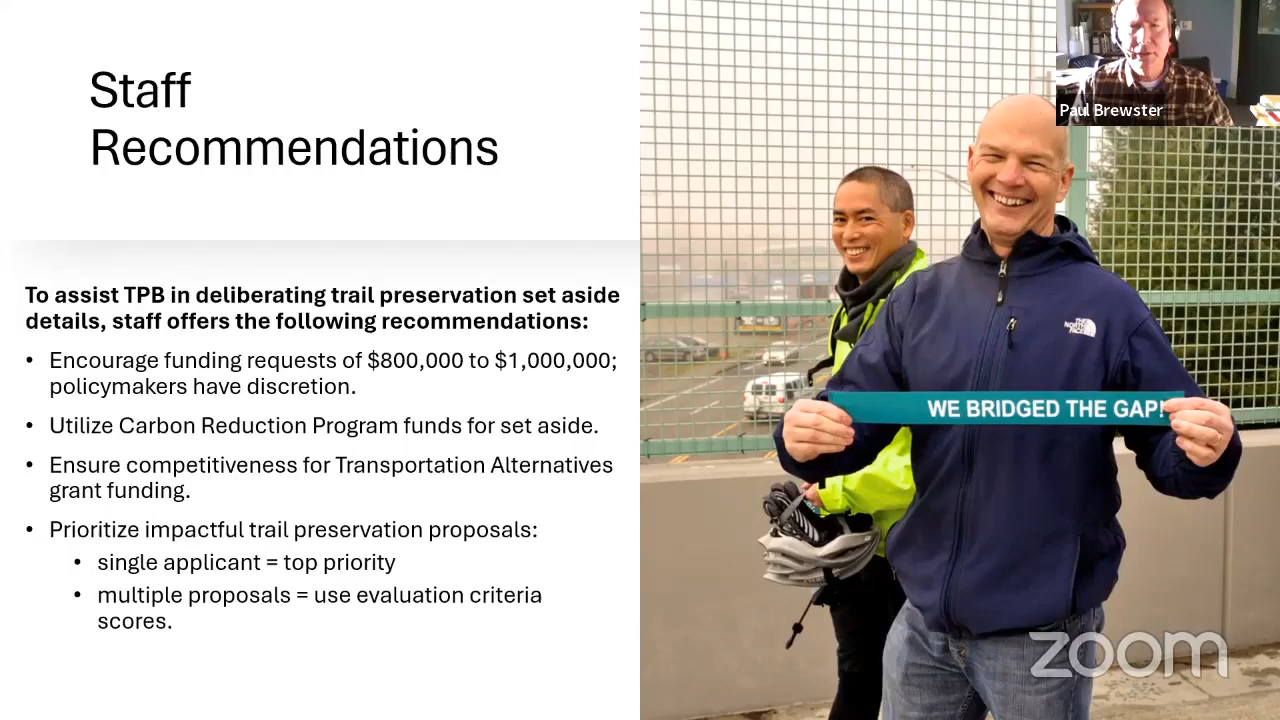 Staff
Recommendations
To assist TPB in deliberating trail preservation set aside
details, staff offers the following recommendations:
• Encourage funding requests of $800,000 to $1,000,000;
policymakers have discretion.
• Utilize Carbon Reduction Program funds for set aside.
• Ensure competitiveness for Transportation Alternatives
grant funding.
• Prioritize impactful trail preservation proposals:
• single applicant = top priority
• multiple proposals = use evaluation criteria
scores.
Paul Brewster
THE
NORTH
FACE
WE BRIDGED THE GAP!
zoom